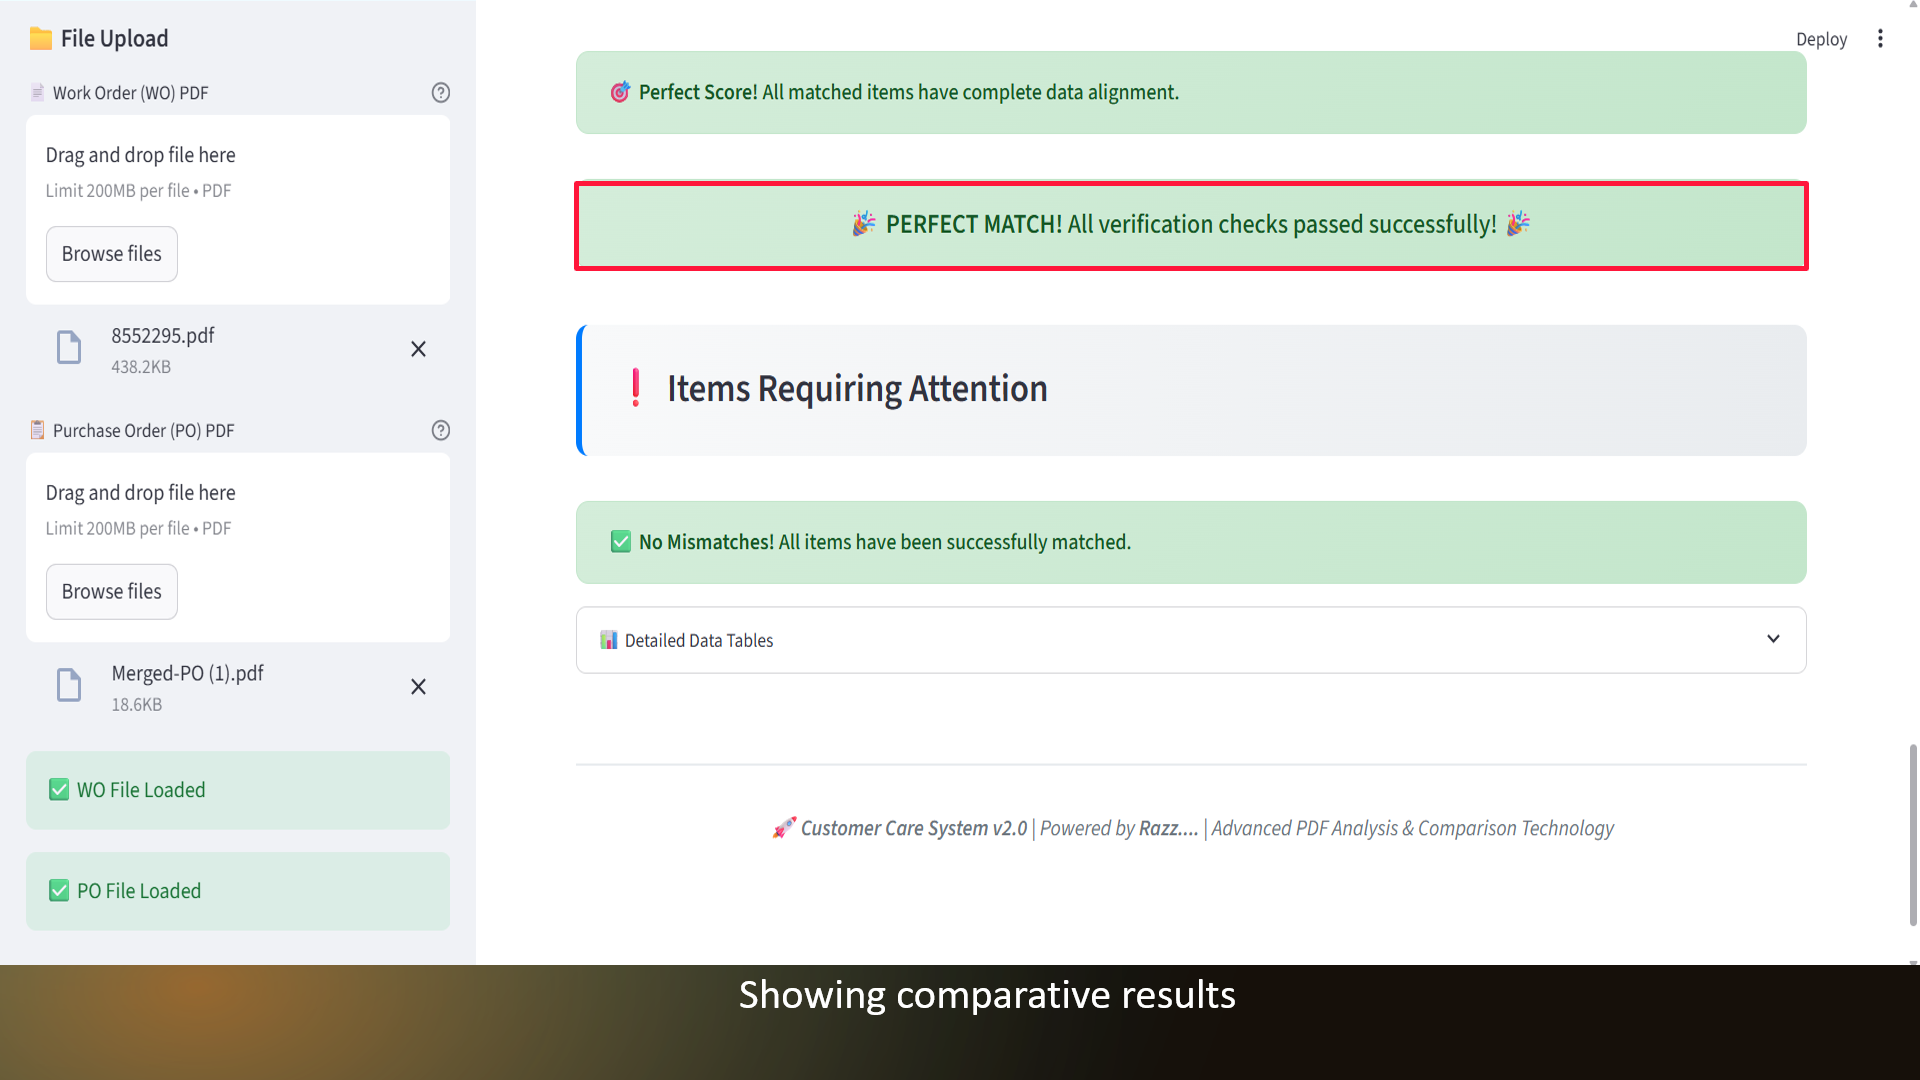 File Upload
Work Order (WO) PDF
Drag and drop file here
Limit 200MB per file • PDF
Browse files
8552295.pdf
438.2KB
Purchase Order (PO) PDF
Drag and drop file here
Limit 200MB per file • PDF
Browse files
Merged-PO (1).pdf
18.6KB
✅ WO File Loaded
✅ PO File Loaded
Deploy
🎯 Perfect Score! All matched items have complete data alignment.
🎉 PERFECT MATCH! All verification checks passed successfully! 🎉
❗ Items Requiring Attention
✅ No Mismatches! All items have been successfully matched.
📊 Detailed Data Tables
🚀 Customer Care System v2.0 | Powered by Razz.... | Advanced PDF Analysis & Comparison Technology
Showing comparative results